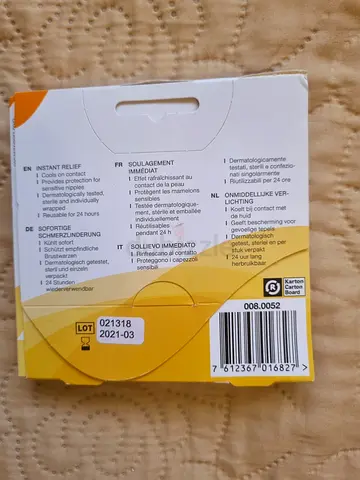 EN INSTANT RELIEF
I Cools on contact
I Provides protection for
sensitive nipples
I Dermatologically tested,
sterile and individually
wrapped
I Reusable for 24 hours
DE SOFORTIGE
SCHMERZLINDERUNG
I Kühlt sofort
I Schützt empfindliche
Brustwarzen
I Dermatologisch getestet,
steril und einzeln
verpackt
I 24 Stunden
wiederverwendbar
FR SOULAGEMENT
IMMÉDIAT
I Effet rafraîchissant au
contact de la peau
I Protègent les mamelons
sensibles
I Testée dermatologique-
ment, stérile et
emballée individuellement
I Réutilisables
pendant 24 h
IT SOLLIEVO IMMEDIATO
I Rinfrescano al contatto
I Proteggono i capezzoli
sensibili
I Dermatologicamente
testati, sterili e confezio-
nati singolarmente
I Riutilizzabili per 24 ore
NL ONMIDDELLIJKE VER-
LICHTING
I Koelt bij contact met
de huid
I Geeft bescherming voor
gevoelige tepels
I Dermatologisch
getest, steriel en per
stuk verpakt
I 24 uur lang
herbruikbaar
Karton
Carton
Board
008.0052
LOT 021318
2021-03
7 612367 016827 >